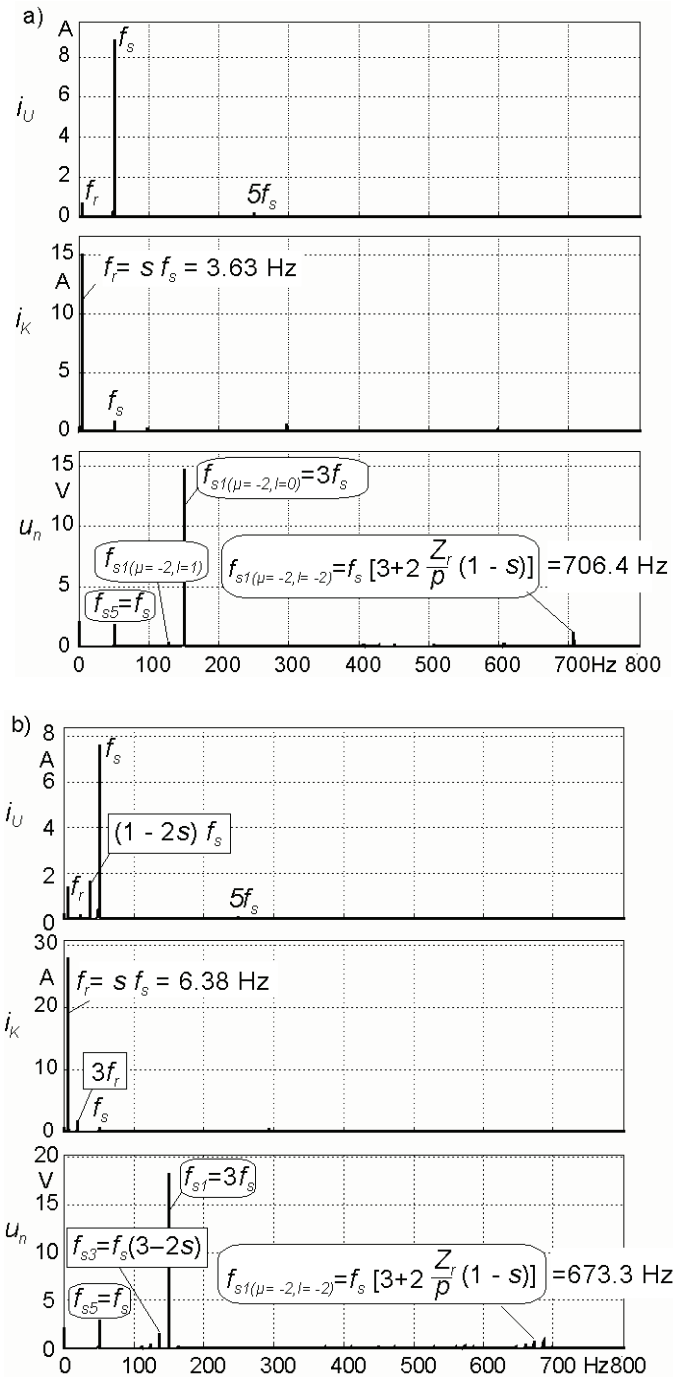 a)
A
8
6
4
2
0
i_U
f_s
f_r
5f_s
15
A
10
5
0
i_K
f_r= s f_s = 3.63 Hz
f_s
15
V
10
5
0
u_n
f_s1(μ= -2,l=0)=3f_s
f_s1(μ= -2,l=1)
f_s1(μ= -2,l= -2)=f_s [3+2 Z_r/p (1 - s)] =706.4 Hz
f_s5=f_s
0 100 200 300 400 500 600 700Hz 800
b)
8
A
6
4
2
0
i_U
f_s
(1 - 2s) f_s
f_r
5f_s
30
A
20
10
0
i_K
f_r= s f_s = 6.38 Hz
3f_r
f_s
20
V
15
10
5
0
u_n
f_s1=3f_s
f_s3=f_s(3–2s)
f_s1(μ= -2,l= -2)=f_s [3+2 Z_r/p (1 - s)] =673.3 Hz
f_s5=f_s
0 100 200 300 400 500 600 700 Hz 800